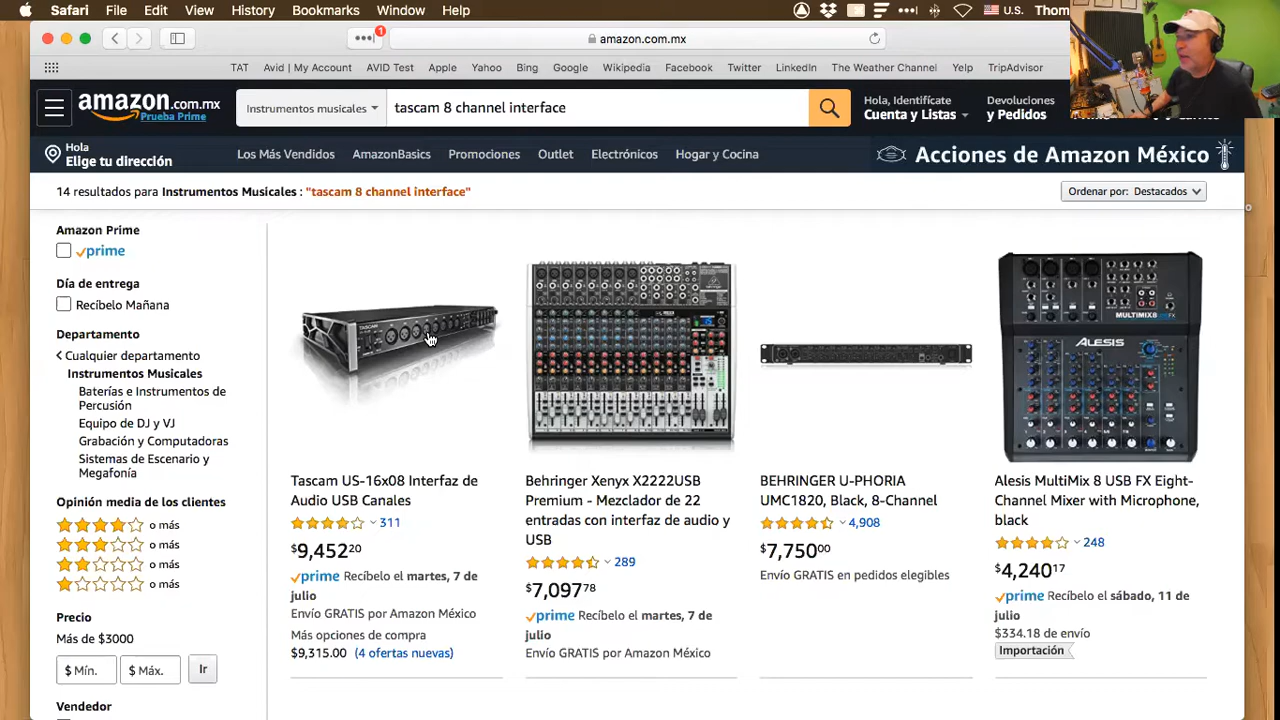 Safari File Edit View History Bookmarks Window Help U.S. Thom
1
amazon.com.mx
TAT Avid | My Account AVID Test Apple Yahoo Bing Google Wikipedia Facebook Twitter LinkedIn The Weather Channel Yelp TripAdvisor
amazon.com.mx
Prueba Prime
Instrumentos musicales
tascam 8 channel interface
Hola, Identifícate
Cuenta y Listas
Devoluciones
y Pedidos
Hola
Elige tu dirección
Los Más Vendidos AmazonBasics Promociones Outlet Electrónicos Hogar y Cocina
Acciones de Amazon México
14 resultados para Instrumentos Musicales : "tascam 8 channel interface"
Ordenar por: Destacados
Amazon Prime
prime
Día de entrega
Recíbelo Mañana
Departamento
Cualquier departamento
Instrumentos Musicales
Baterías e Instrumentos de
Percusión
Equipo de DJ y VJ
Grabación y Computadoras
Sistemas de Escenario y
Megafonía
Opinión media de los clientes
o más
o más
o más
o más
Precio
Más de $3000
$ Mín. $ Máx. Ir
Vendedor
TASCAM
Tascam US-16x08 Interfaz de
Audio USB Canales
311
$9,45220
prime Recíbelo el martes, 7 de
julio
Envío GRATIS por Amazon México
Más opciones de compra
$9,315.00 (4 ofertas nuevas)
Behringer Xenyx X2222USB
Premium - Mezclador de 22
entradas con interfaz de audio y
USB
289
$7,09778
prime Recíbelo el martes, 7 de
julio
Envío GRATIS por Amazon México
BEHRINGER U-PHORIA
UMC1820, Black, 8-Channel
4,908
$7,75000
Envío GRATIS en pedidos elegibles
MULTIMIX8 USB FX
ALESIS
Alesis MultiMix 8 USB FX Eight-
Channel Mixer with Microphone,
black
248
$4,24017
prime Recíbelo el sábado, 11 de
julio
$334.18 de envío
Importación